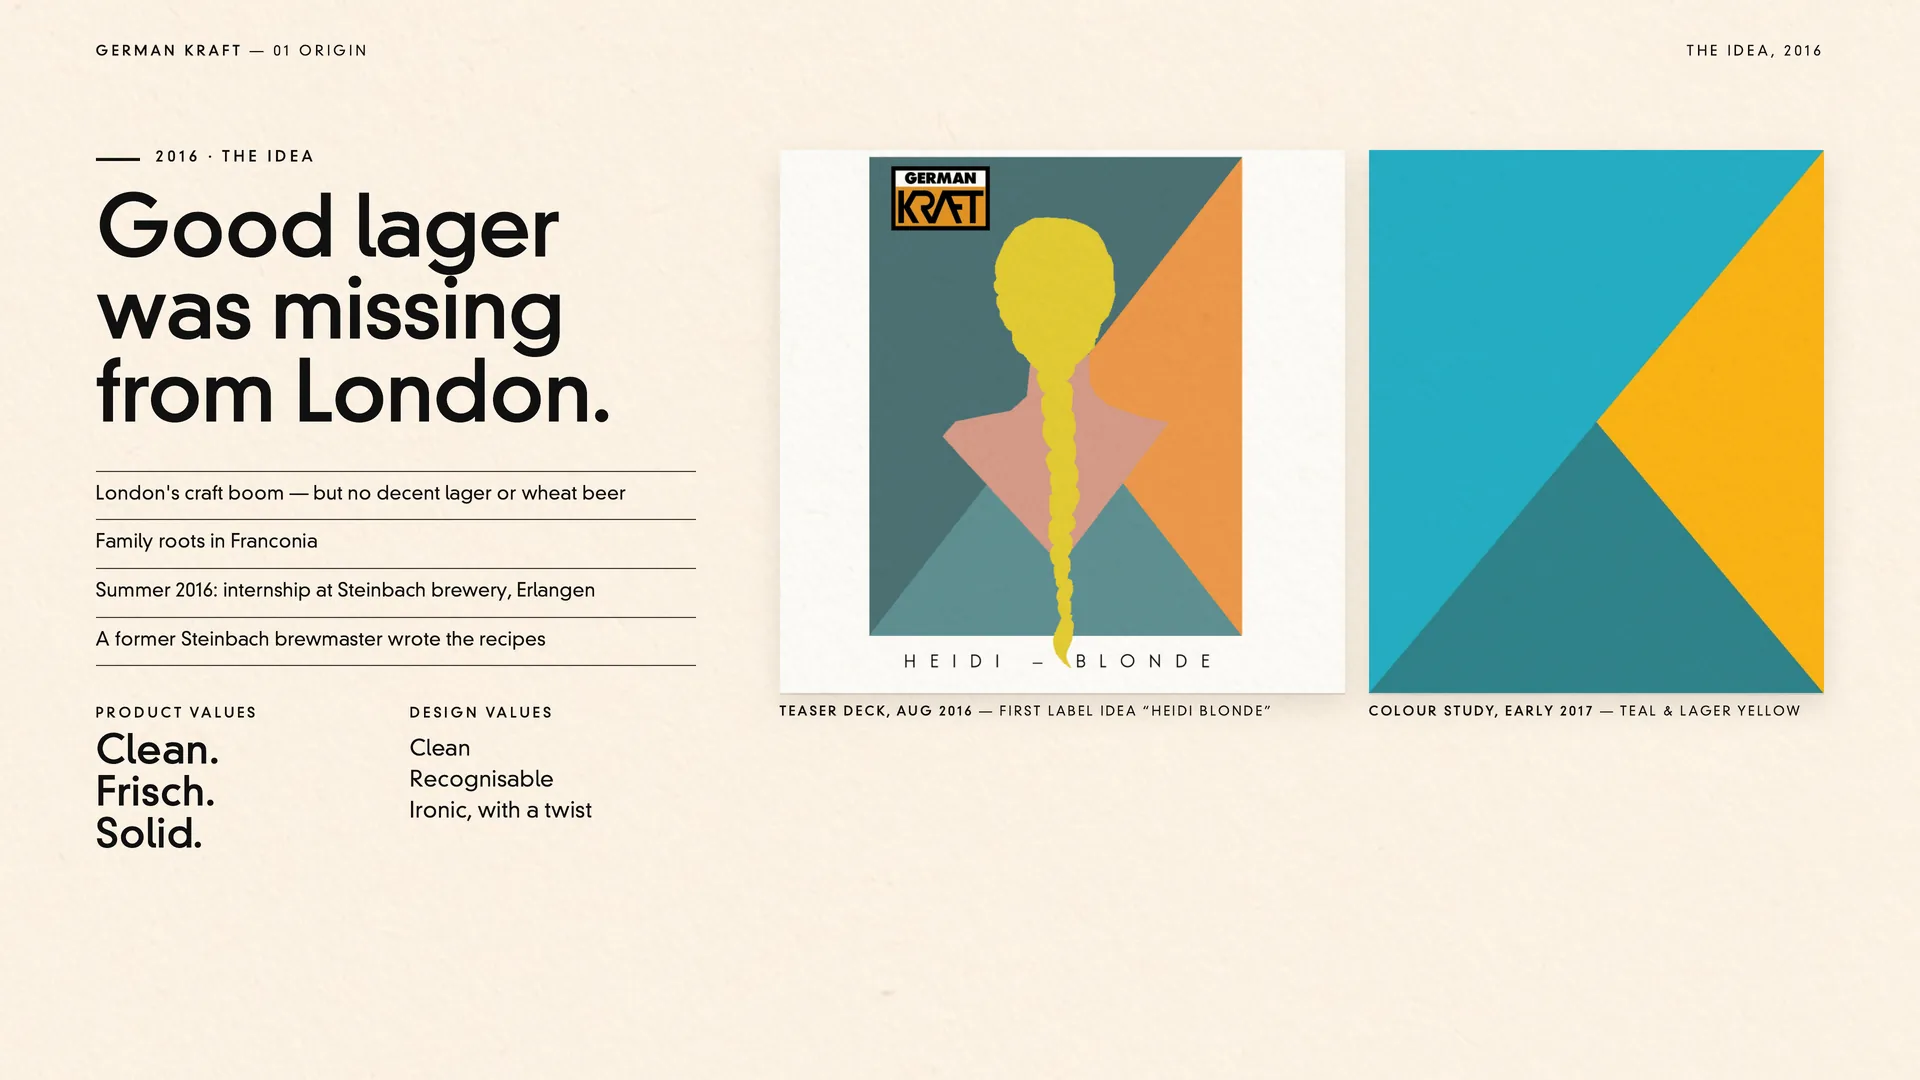 GERMAN KRAFT — 01 ORIGIN
THE IDEA, 2016
2016 · THE IDEA
Good lager
was missing
from London.
London's craft boom — but no decent lager or wheat beer
Family roots in Franconia
Summer 2016: internship at Steinbach brewery, Erlangen
A former Steinbach brewmaster wrote the recipes
PRODUCT VALUES
Clean.
Frisch.
Solid.
DESIGN VALUES
Clean
Recognisable
Ironic, with a twist
GERMAN
KRAFT
HEIDI – BLONDE
TEASER DECK, AUG 2016 — FIRST LABEL IDEA “HEIDI BLONDE”
COLOUR STUDY, EARLY 2017 — TEAL & LAGER YELLOW